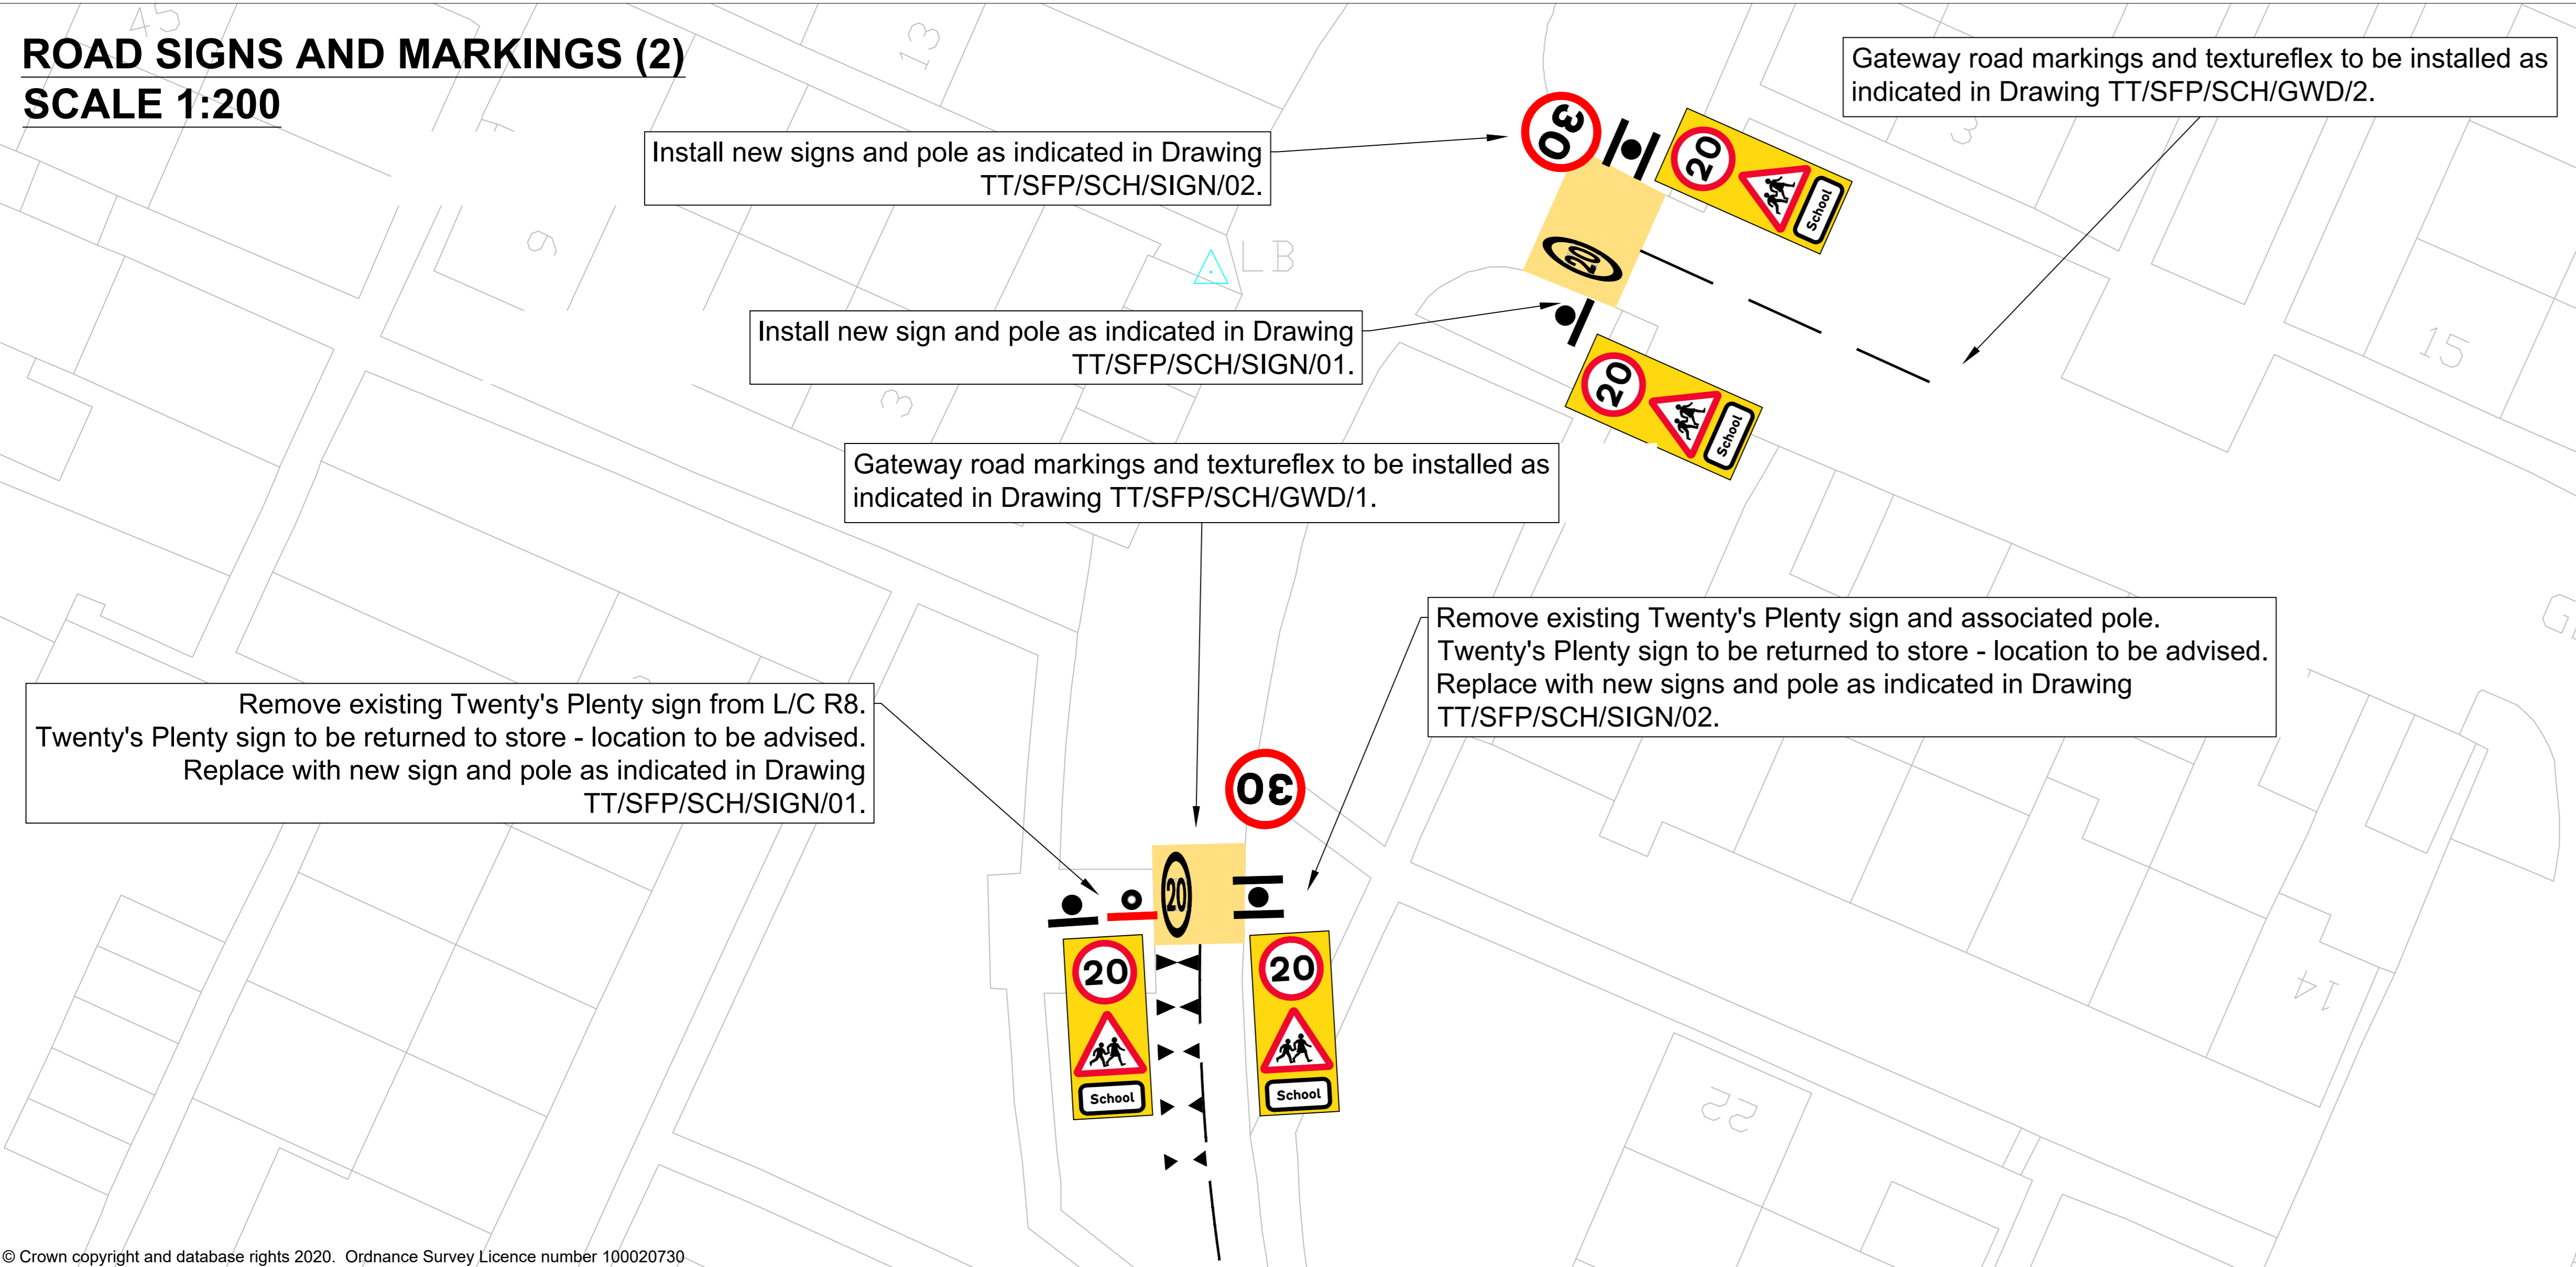 ROAD SIGNS AND MARKINGS (2)
SCALE 1:200
45
13
Gateway road markings and textureflex to be installed as
indicated in Drawing TT/SFP/SCH/GWD/2.
Install new signs and pole as indicated in Drawing
TT/SFP/SCH/SIGN/02.
30
20
School
3
9
LB
20
15
Install new sign and pole as indicated in Drawing
TT/SFP/SCH/SIGN/01.
20
School
3
Gateway road markings and textureflex to be installed as
indicated in Drawing TT/SFP/SCH/GWD/1.
Remove existing Twenty's Plenty sign and associated pole.
Twenty's Plenty sign to be returned to store - location to be advised.
Replace with new signs and pole as indicated in Drawing
TT/SFP/SCH/SIGN/02.
Remove existing Twenty's Plenty sign from L/C R8.
Twenty's Plenty sign to be returned to store - location to be advised.
Replace with new sign and pole as indicated in Drawing
TT/SFP/SCH/SIGN/01.
30
20
20
School
20
School
14
22
© Crown copyright and database rights 2020. Ordnance Survey Licence number 100020730